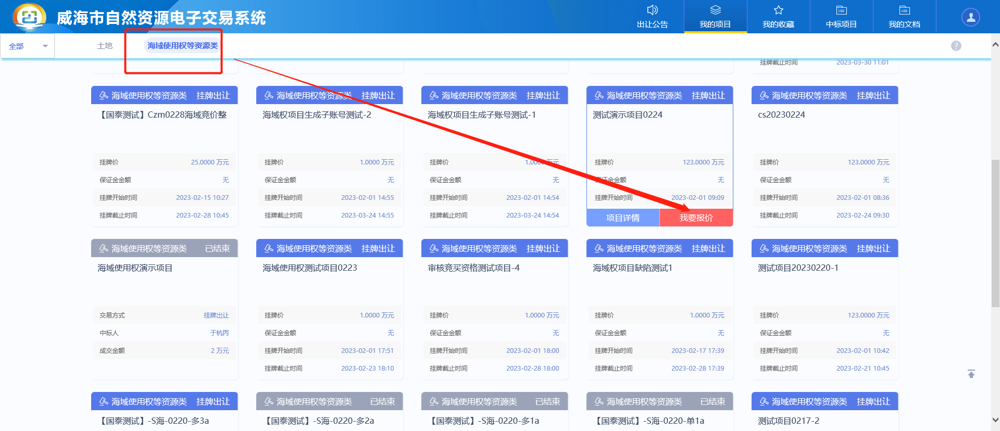 威海市自然资源电子交易系统
出让公告
我的项目
我的收藏
中标项目
我的文档
全部
土地
海域使用权等资源类
挂牌截止时间 2023-03-30 11:01
海域使用权等资源类 挂牌出让
【国泰测试】Czm0228海域竞价整
挂牌价 25.0000 万元
保证金金额 无
挂牌开始时间 2023-02-15 10:27
挂牌截止时间 2023-02-28 10:45
海域使用权等资源类 挂牌出让
海域权项目生成子账号测试-2
挂牌价 1.0000 万元
保证金金额 无
挂牌开始时间 2023-02-01 14:55
挂牌截止时间 2023-03-24 14:55
海域使用权等资源类 挂牌出让
海域权项目生成子账号测试-1
挂牌价 1.0000 万元
保证金金额 无
挂牌开始时间 2023-02-01 14:54
挂牌截止时间 2023-03-24 14:54
海域使用权等资源类 挂牌出让
测试演示项目0224
挂牌价 123.0000 万元
保证金金额 无
挂牌开始时间 2023-02-01 09:09
项目详情 我要报价
海域使用权等资源类 挂牌出让
cs20230224
挂牌价 123.0000 万元
保证金金额 无
挂牌开始时间 2023-02-01 08:36
挂牌截止时间 2023-02-24 09:30
海域使用权等资源类 已结束
海域使用权演示项目
交易方式 挂牌出让
中标人 于杭丙
成交金额 2 万元
海域使用权等资源类 挂牌出让
海域使用权测试项目0223
挂牌价 1.0000 万元
保证金金额 无
挂牌开始时间 2023-02-01 17:51
挂牌截止时间 2023-02-23 18:10
海域使用权等资源类 挂牌出让
审核竞买资格测试项目-4
挂牌价 1.0000 万元
保证金金额 无
挂牌开始时间 2023-02-01 18:00
挂牌截止时间 2023-02-28 18:00
海域使用权等资源类 挂牌出让
海域权项目缺陷测试1
挂牌价 1.0000 万元
保证金金额 无
挂牌开始时间 2023-02-17 17:39
挂牌截止时间 2023-02-28 17:39
海域使用权等资源类 挂牌出让
测试项目20230220-1
挂牌价 123.0000 万元
保证金金额 无
挂牌开始时间 2023-02-01 10:42
挂牌截止时间 2023-02-21 10:45
海域使用权等资源类 挂牌出让
【国泰测试】-S海-0220-多3a
海域使用权等资源类 已结束
【国泰测试】-S海-0220-多2a
海域使用权等资源类 已结束
【国泰测试】-S海-0220-多1a
海域使用权等资源类 已结束
【国泰测试】-S海-0220-单1a
海域使用权等资源类 挂牌出让
测试项目0217-2